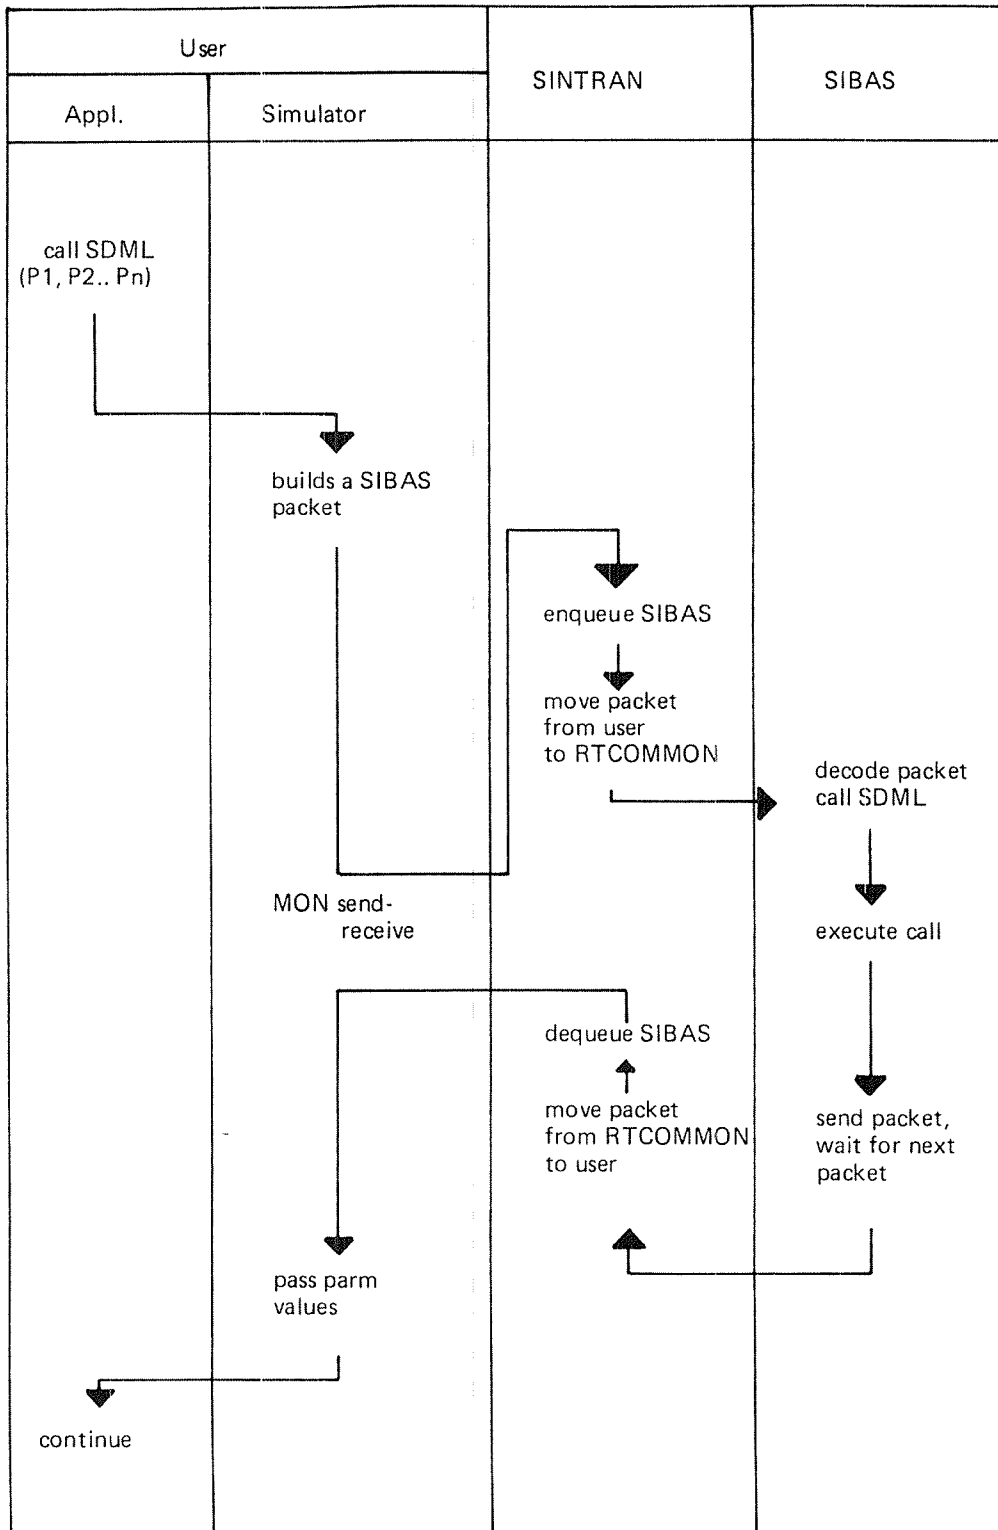 User
SINTRAN
SIBAS
Appl.
Simulator
call SDML
(P1, P2.. Pn)
builds a SIBAS
packet
enqueue SIBAS
move packet
from user
to RTCOMMON
decode packet
call SDML
MON send-
receive
execute call
dequeue SIBAS
move packet
from RTCOMMON
to user
send packet,
wait for next
packet
pass parm
values
continue